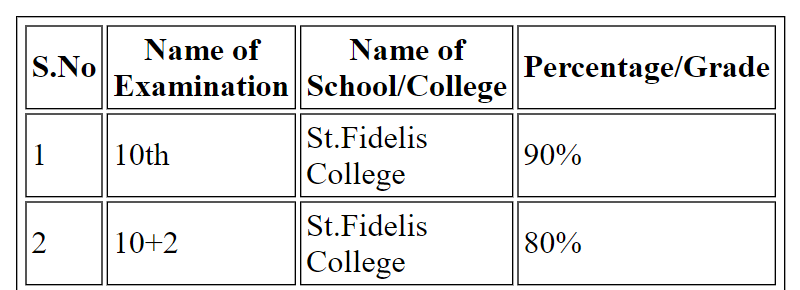 S.No
Name of
Examination
Name of
School/College
Percentage/Grade
1
10th
St.Fidelis
College
90%
2
10+2
St.Fidelis
College
80%